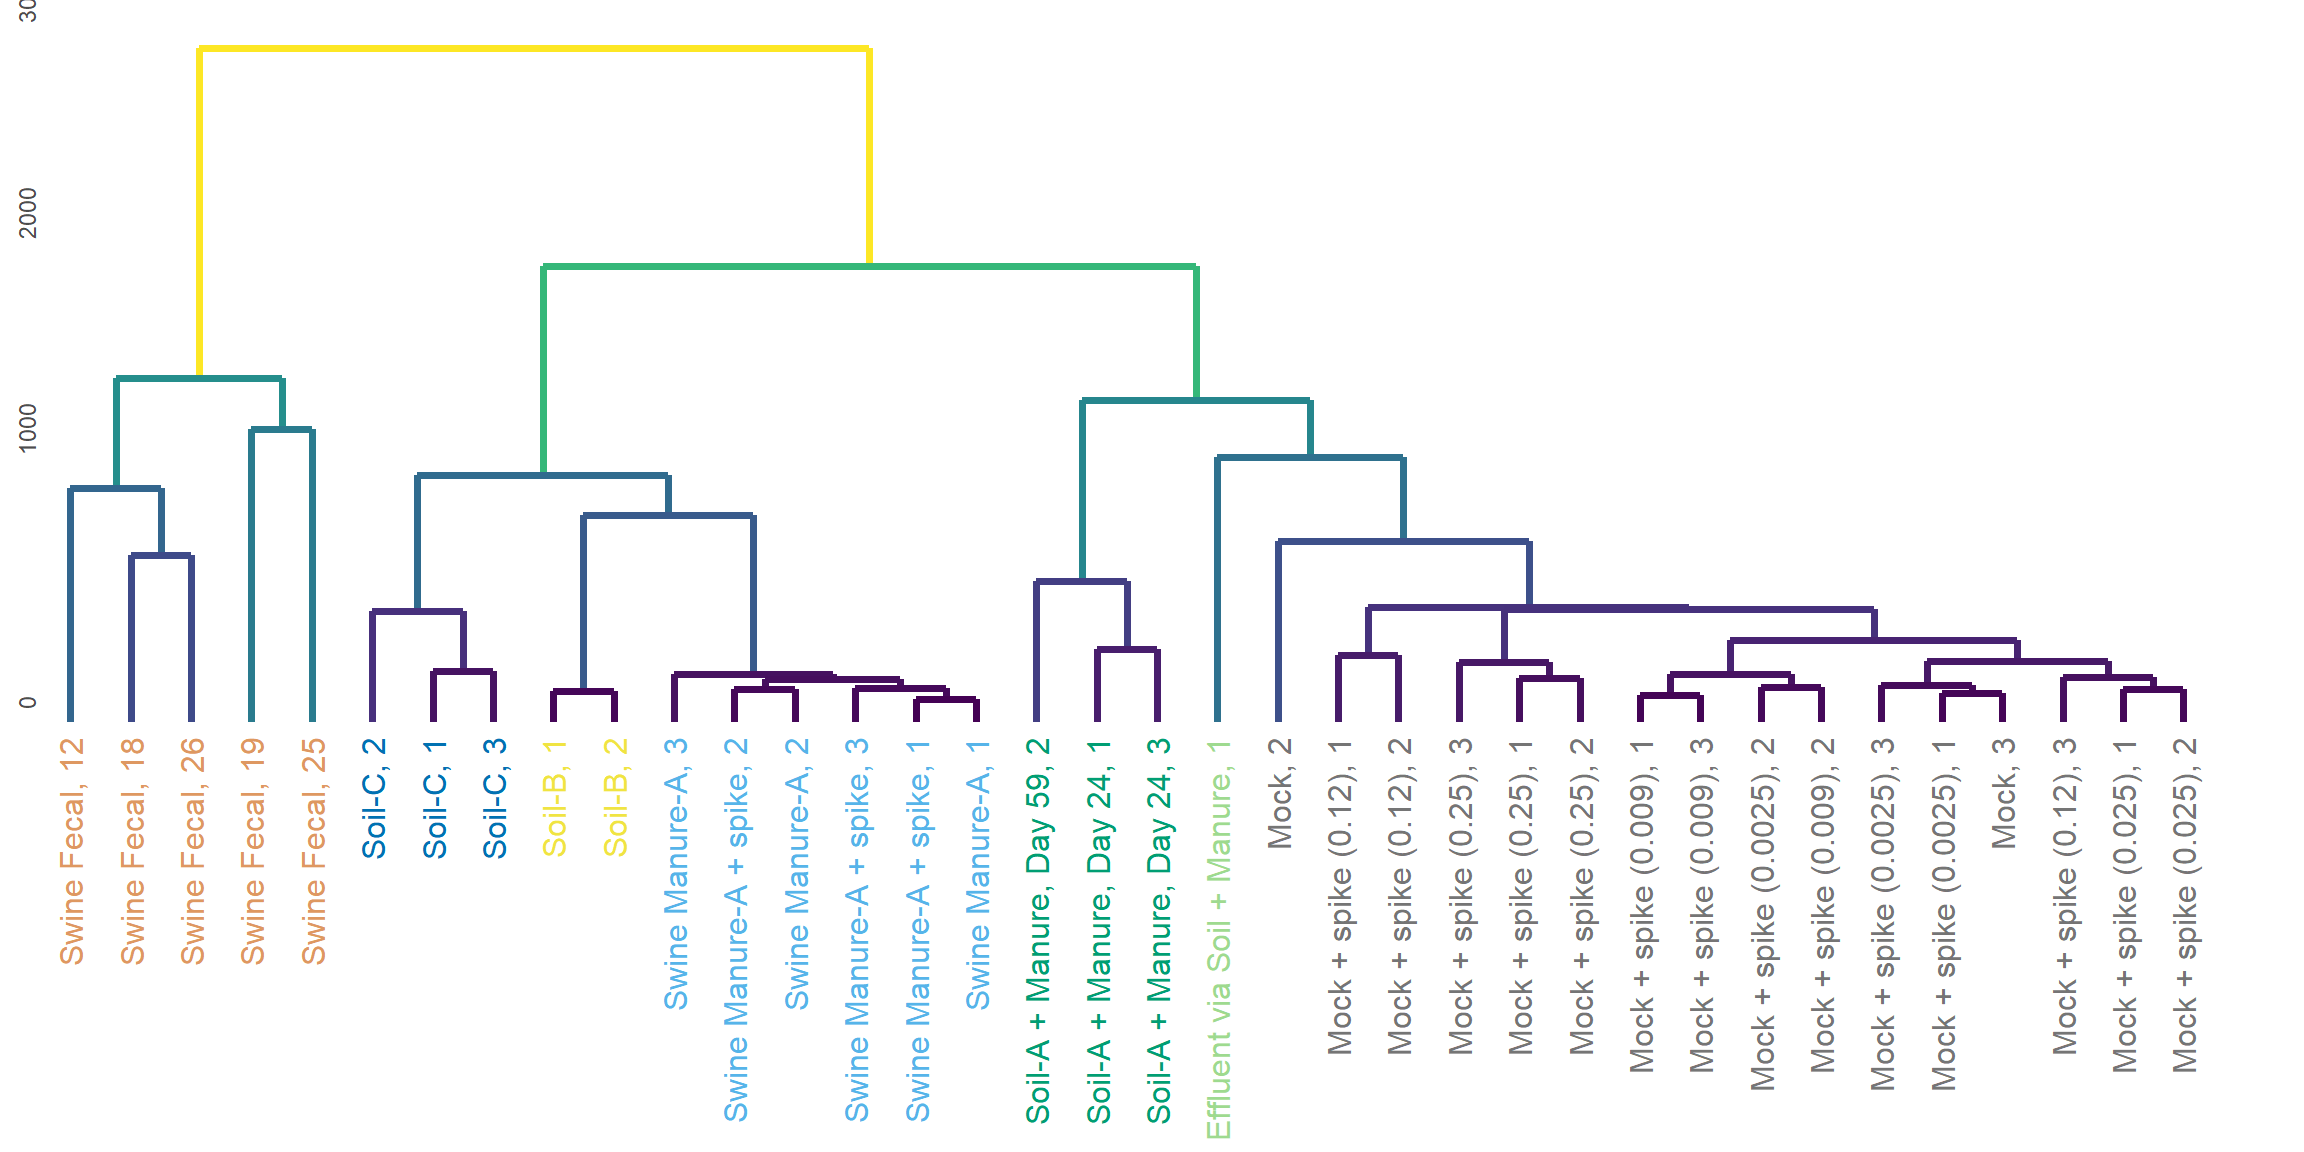 30
2000
1000
0
Swine Fecal, 12
Swine Fecal, 18
Swine Fecal, 26
Swine Fecal, 19
Swine Fecal, 25
Soil-C, 2
Soil-C, 1
Soil-C, 3
Soil-B, 1
Soil-B, 2
Swine Manure-A, 3
Swine Manure-A + spike, 2
Swine Manure-A, 2
Swine Manure-A + spike, 3
Swine Manure-A + spike, 1
Swine Manure-A, 1
Soil-A + Manure, Day 59, 2
Soil-A + Manure, Day 24, 1
Soil-A + Manure, Day 24, 3
Effluent via Soil + Manure, 1
Mock, 2
Mock + spike (0.12), 1
Mock + spike (0.12), 2
Mock + spike (0.25), 3
Mock + spike (0.25), 1
Mock + spike (0.25), 2
Mock + spike (0.009), 1
Mock + spike (0.009), 3
Mock + spike (0.0025), 2
Mock + spike (0.009), 2
Mock + spike (0.0025), 3
Mock + spike (0.0025), 1
Mock, 3
Mock + spike (0.12), 3
Mock + spike (0.025), 1
Mock + spike (0.025), 2